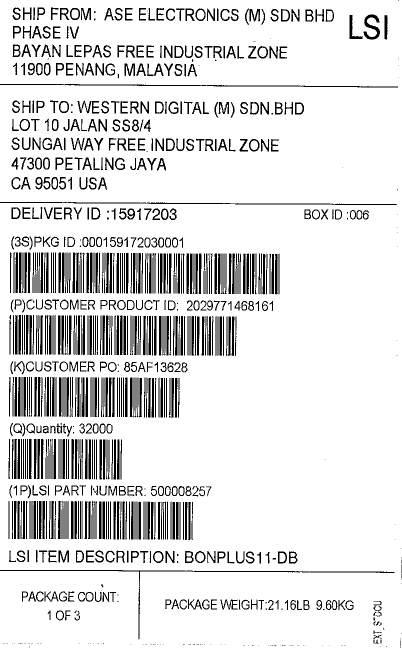 SHIP FROM: ASE ELECTRONICS (M) SDN BHD
PHASE IV
BAYAN LEPAS FREE INDUSTRIAL ZONE
11900 PENANG, MALAYSIA
LSI
SHIP TO: WESTERN DIGITAL (M) SDN.BHD
LOT 10 JALAN SS8/4
SUNGAI WAY FREE INDUSTRIAL ZONE
47300 PETALING JAYA
CA 95051 USA
DELIVERY ID :15917203
BOX ID :006
(3S)PKG ID :000159172030001
(P)CUSTOMER PRODUCT ID: 2029771468161
(K)CUSTOMER PO: 85AF13628
(Q)Quantity: 32000
(1P)LSI PART NUMBER: 500008257
LSI ITEM DESCRIPTION: BONPLUS11-DB
PACKAGE COUNT:
1 OF 3
PACKAGE WEIGHT:21.16LB 9.60KG